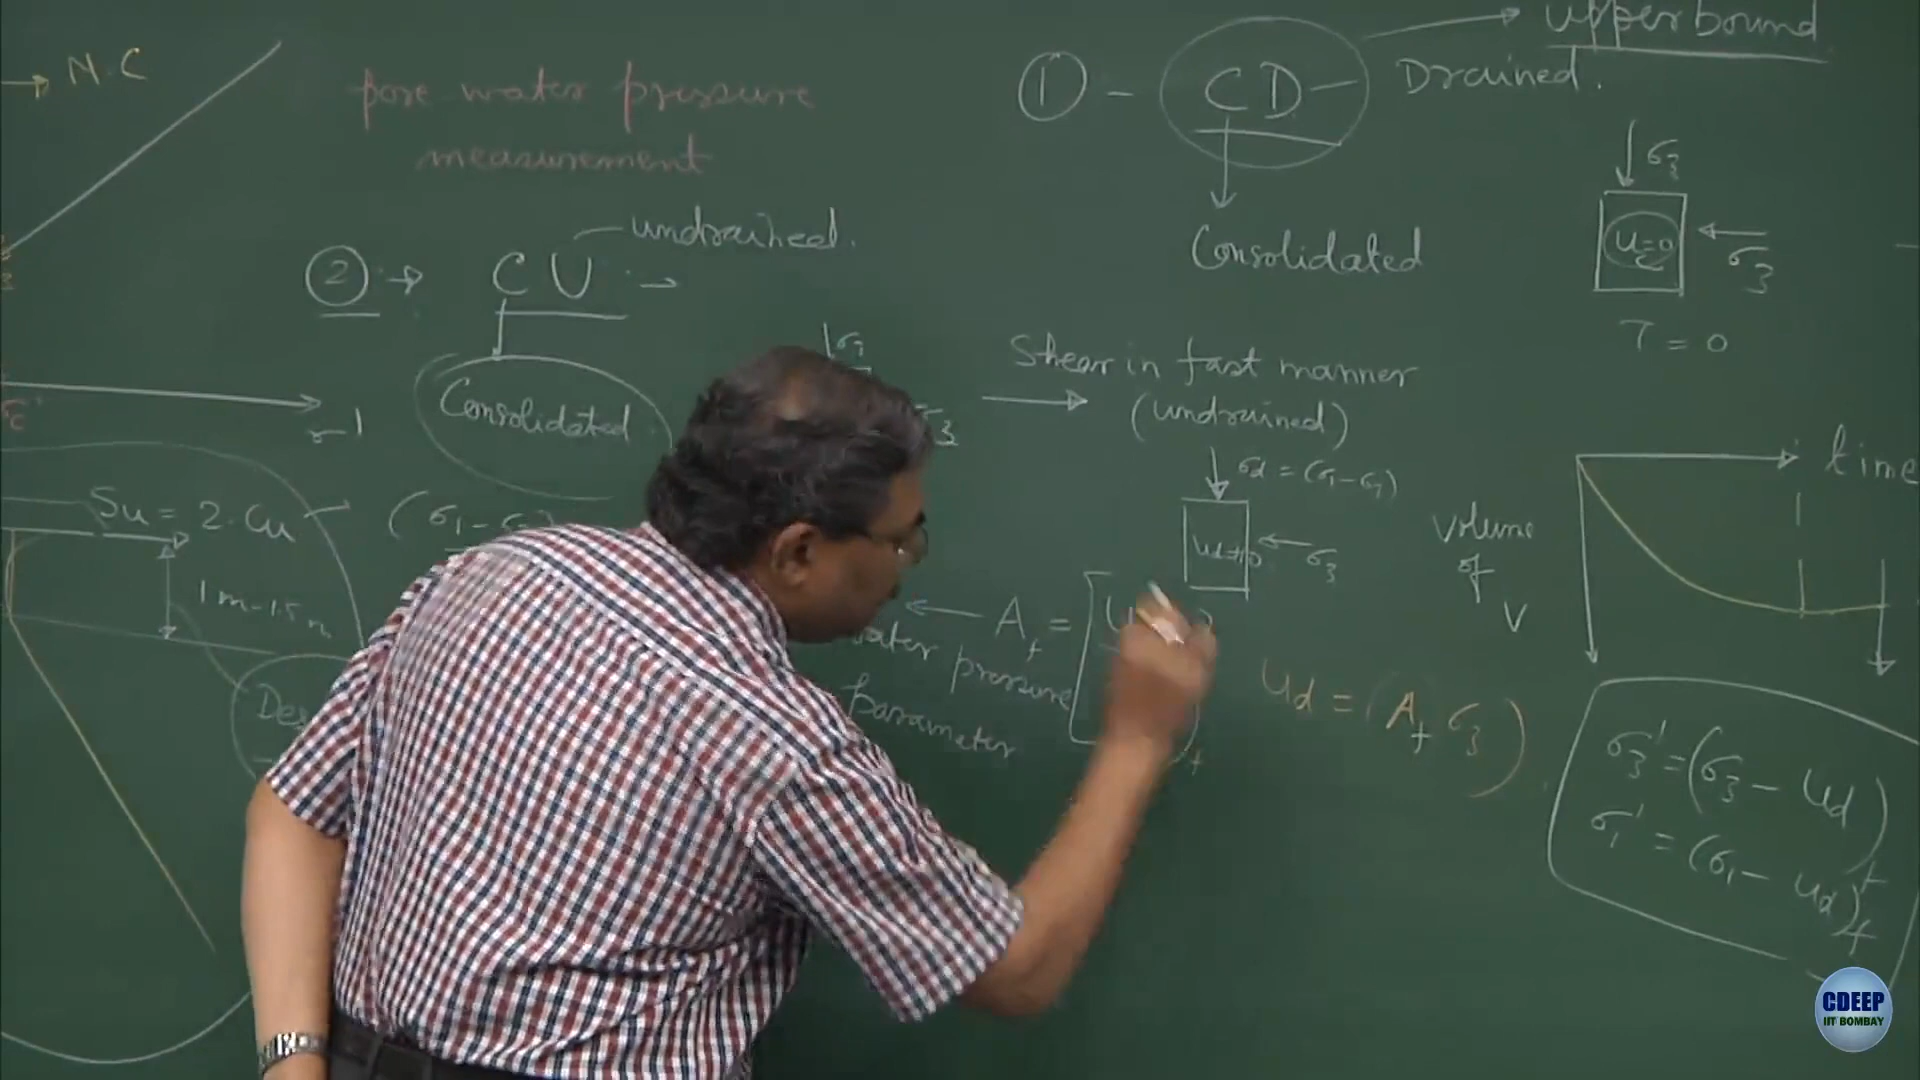 N.C
pore water pressure
measurement
② → CU → undrained.
Consolidated
Su = 2.Cu
1m-1.5m
① - CD - Drained.
upper bound
Consolidated
σ3
u=0
σ3
τ = 0
Shear in fast manner
(undrained)
σd = (σ1-σ3)
ud≠0
σ3
Af =
water pressure
parameter
ud = (Af σ3)
time
Volume
of
V
σ3' = (σ3 - ud)f
σ1' = (σ1 - ud)f
CDEEP
IIT BOMBAY